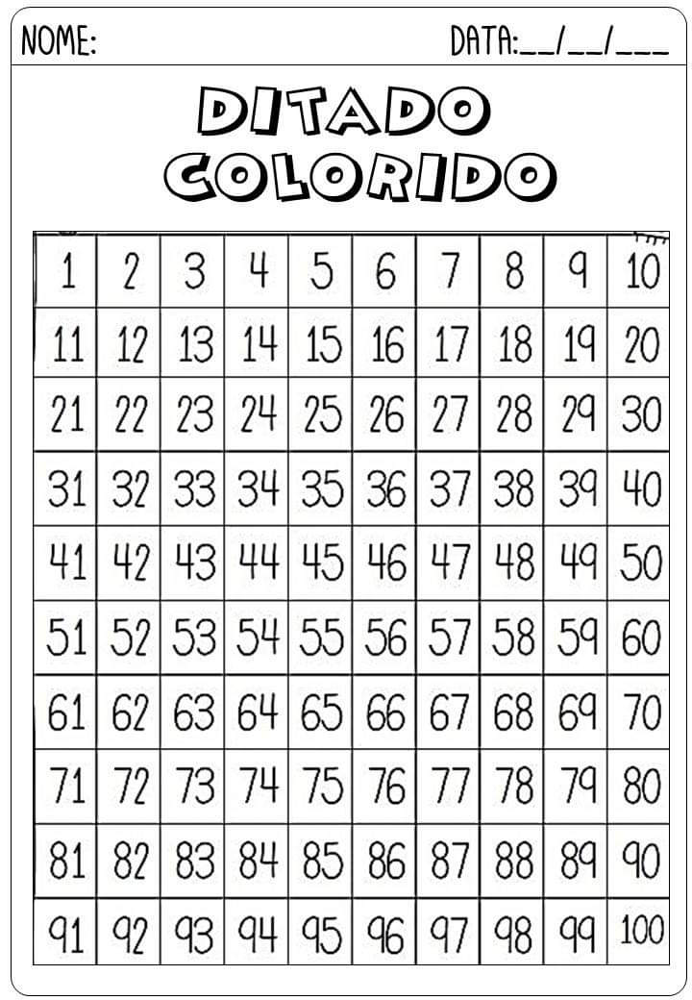 NOME: DATA:__/__/___
DITADO
COLORIDO
1 2 3 4 5 6 7 8 9 10
11 12 13 14 15 16 17 18 19 20
21 22 23 24 25 26 27 28 29 30
31 32 33 34 35 36 37 38 39 40
41 42 43 44 45 46 47 48 49 50
51 52 53 54 55 56 57 58 59 60
61 62 63 64 65 66 67 68 69 70
71 72 73 74 75 76 77 78 79 80
81 82 83 84 85 86 87 88 89 90
91 92 93 94 95 96 97 98 99 100